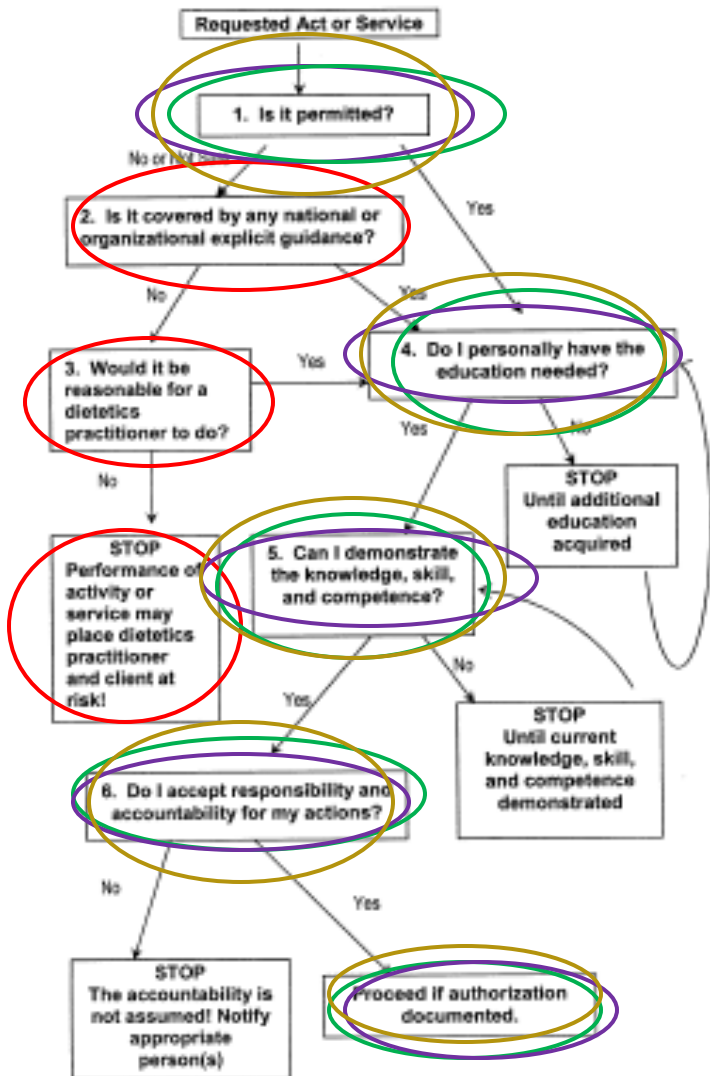 Requested Act or Service
1. Is it permitted?
No or Not Sure
Yes
2. Is it covered by any national or
organizational explicit guidance?
No
Yes
3. Would it be
reasonable for a
dietetics
practitioner to do?
Yes
4. Do I personally have the
education needed?
No
Yes
No
STOP
Until additional
education
acquired
STOP
Performance of
activity or
service may
place dietetics
practitioner
and client at
risk!
5. Can I demonstrate
the knowledge, skill,
and competence?
Yes
No
STOP
Until current
knowledge, skill,
and competence
demonstrated
6. Do I accept responsibility and
accountability for my actions?
No
Yes
STOP
The accountability is
not assumed! Notify
appropriate
person(s)
Proceed if authorization
documented.